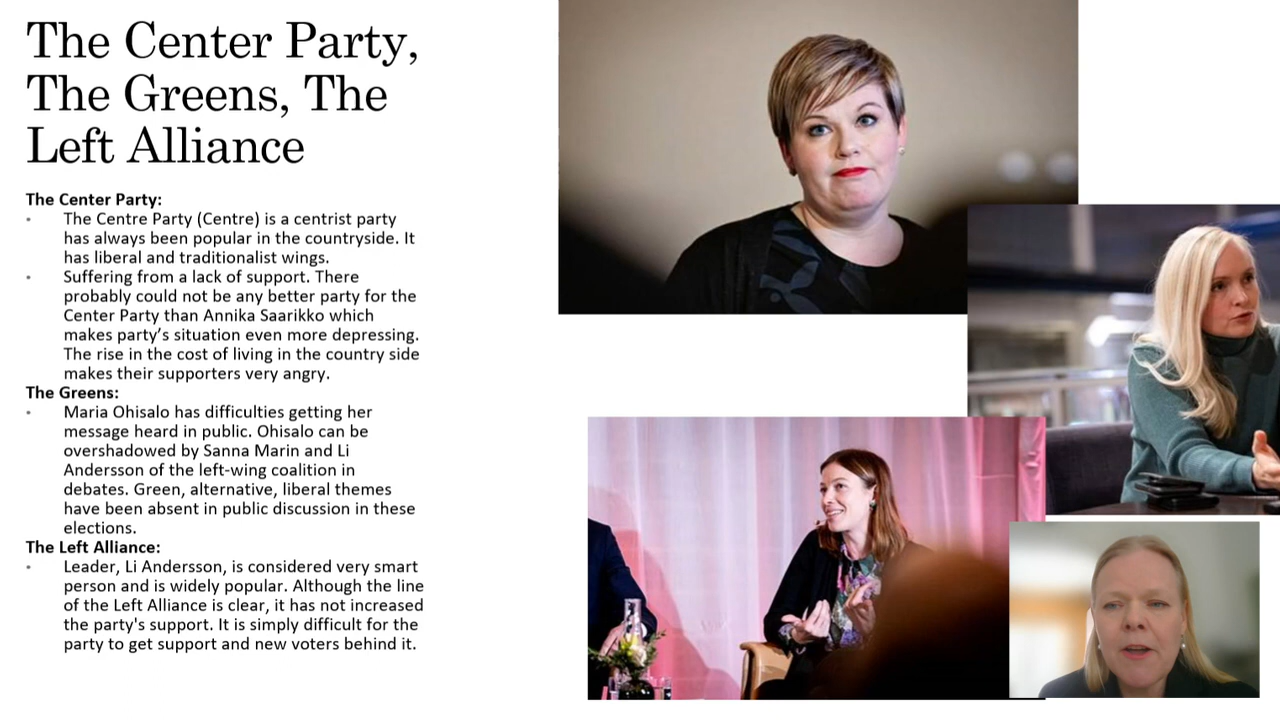 The Center Party,
The Greens, The
Left Alliance
The Center Party:
• The Centre Party (Centre) is a centrist party
has always been popular in the countryside. It
has liberal and traditionalist wings.
• Suffering from a lack of support. There
probably could not be any better party for the
Center Party than Annika Saarikko which
makes party’s situation even more depressing.
The rise in the cost of living in the country side
makes their supporters very angry.
The Greens:
• Maria Ohisalo has difficulties getting her
message heard in public. Ohisalo can be
overshadowed by Sanna Marin and Li
Andersson of the left-wing coalition in
debates. Green, alternative, liberal themes
have been absent in public discussion in these
elections.
The Left Alliance:
• Leader, Li Andersson, is considered very smart
person and is widely popular. Although the line
of the Left Alliance is clear, it has not increased
the party's support. It is simply difficult for the
party to get support and new voters behind it.